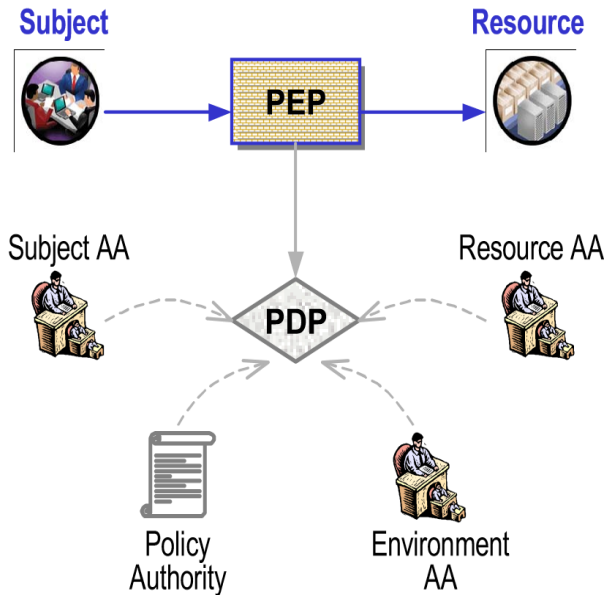 Subject
Resource
PEP
Subject AA
Resource AA
PDP
Policy
Authority
Environment
AA